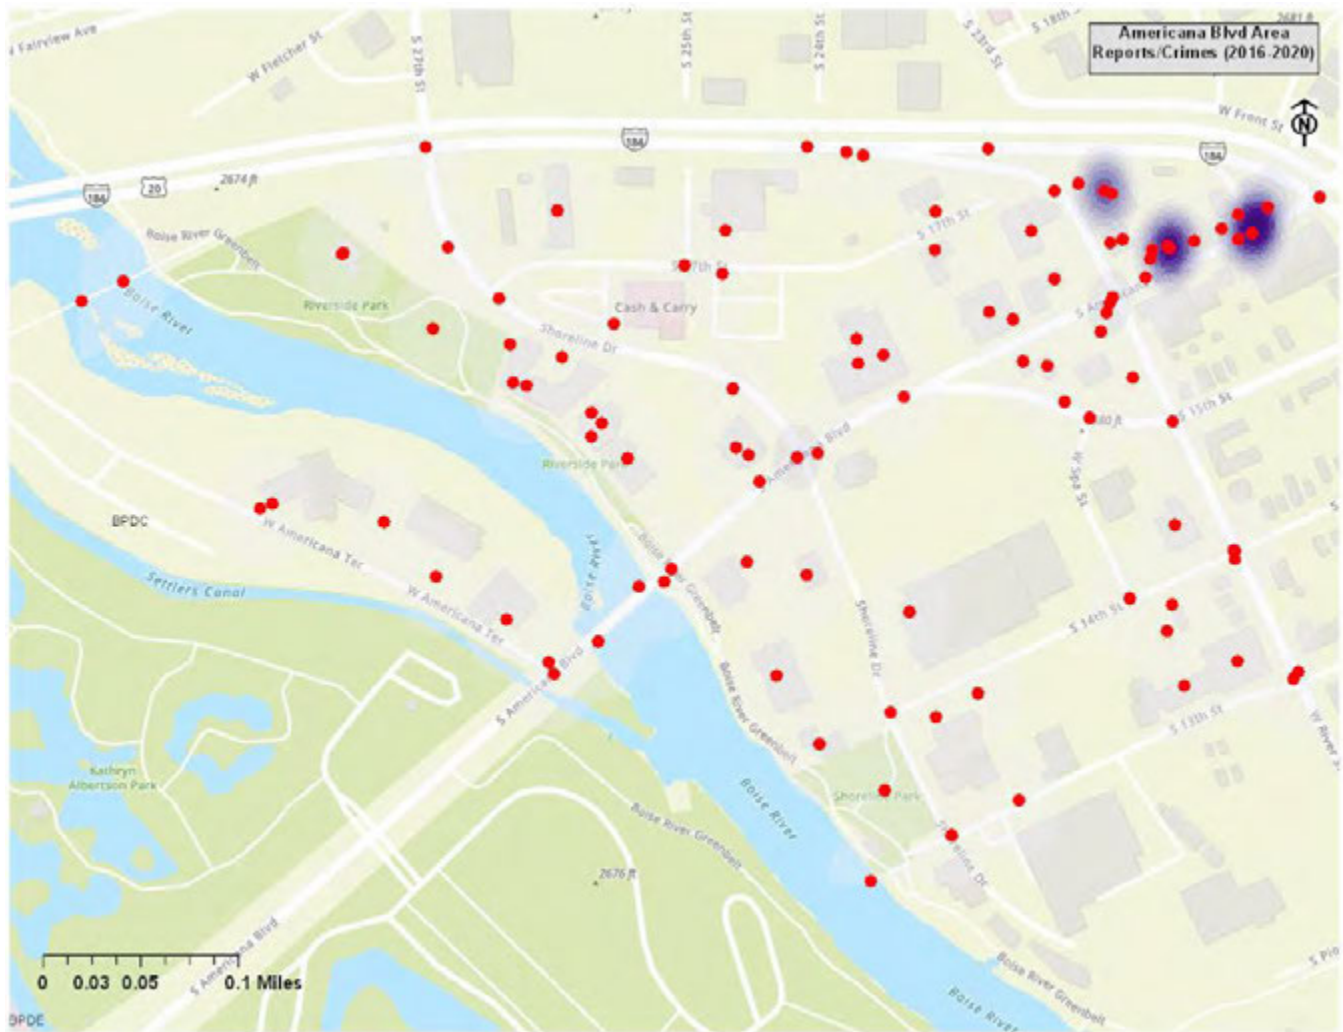 Fairview Ave
W Fletcher St
S 27th St
S 25th St
S 24th St
S 23rd St
S 18th St
2681 ft
Americana Blvd Area
Reports/Crimes (2016-2020)
W Front St
N
184
184
184
20
2674 ft
Boise River Greenbelt
S 17th St
Riverside Park
Cash & Carry
Boise River
Shoreline Dr
S 15th St
S Americana Blvd
Riverside Park
W Spa St
BPDC
W Americana Ter
Boise River
Boise River Greenbelt
Settlers Canal
W Americana Ter
Shoreline Dr
S 14th St
S Americana Blvd
Boise River Greenbelt
S 13th St
W River
Kathryn
Albertson Park
Boise River
Shoreline Park
Boise River Greenbelt
Shoreline Dr
2676 ft
S Americana Blvd
0 0.03 0.05 0.1 Miles
Boise River Greenbelt
S Pio
Boise River
BPDE